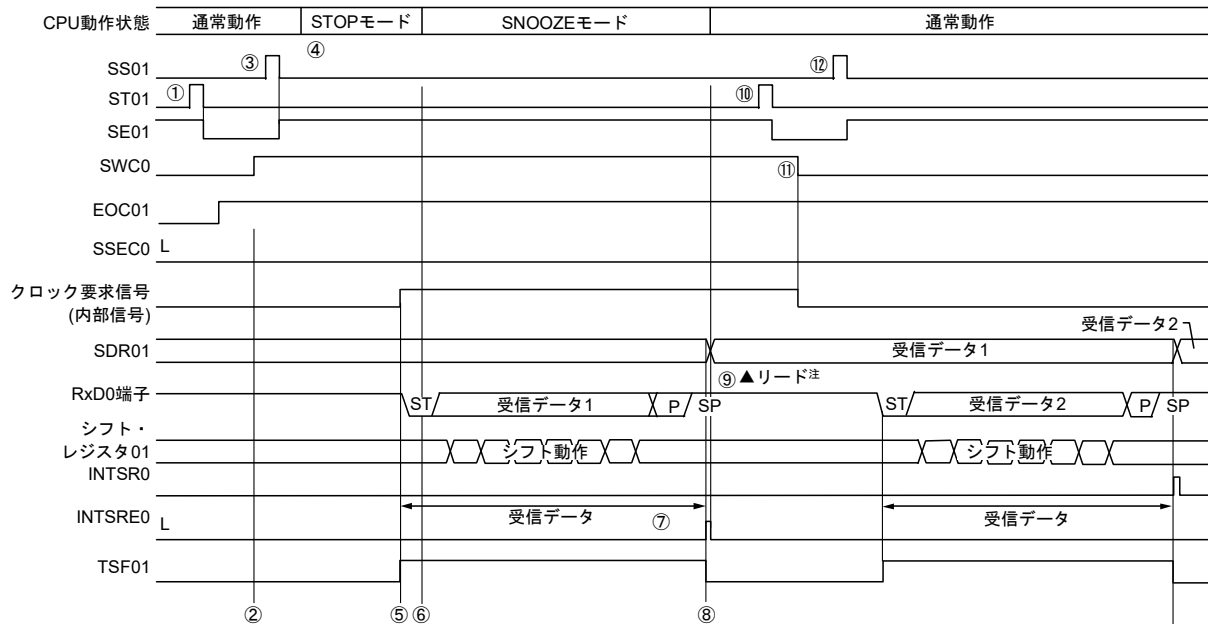 CPU動作状態 通常動作 STOPモード SNOOZEモード 通常動作
④
SS01 ③ ⑫
ST01 ① ⑩
SE01
SWC0 ⑪
EOC01
SSEC0 L
クロック要求信号
(内部信号)
受信データ2
SDR01 受信データ1
⑨ ▲リード注
RxD0端子 ST 受信データ1 P SP ST 受信データ2 P SP
シフト・
レジスタ01 シフト動作 シフト動作
INTSR0
受信データ 受信データ
INTSRE0 L ⑦
TSF01
② ⑤ ⑥ ⑧